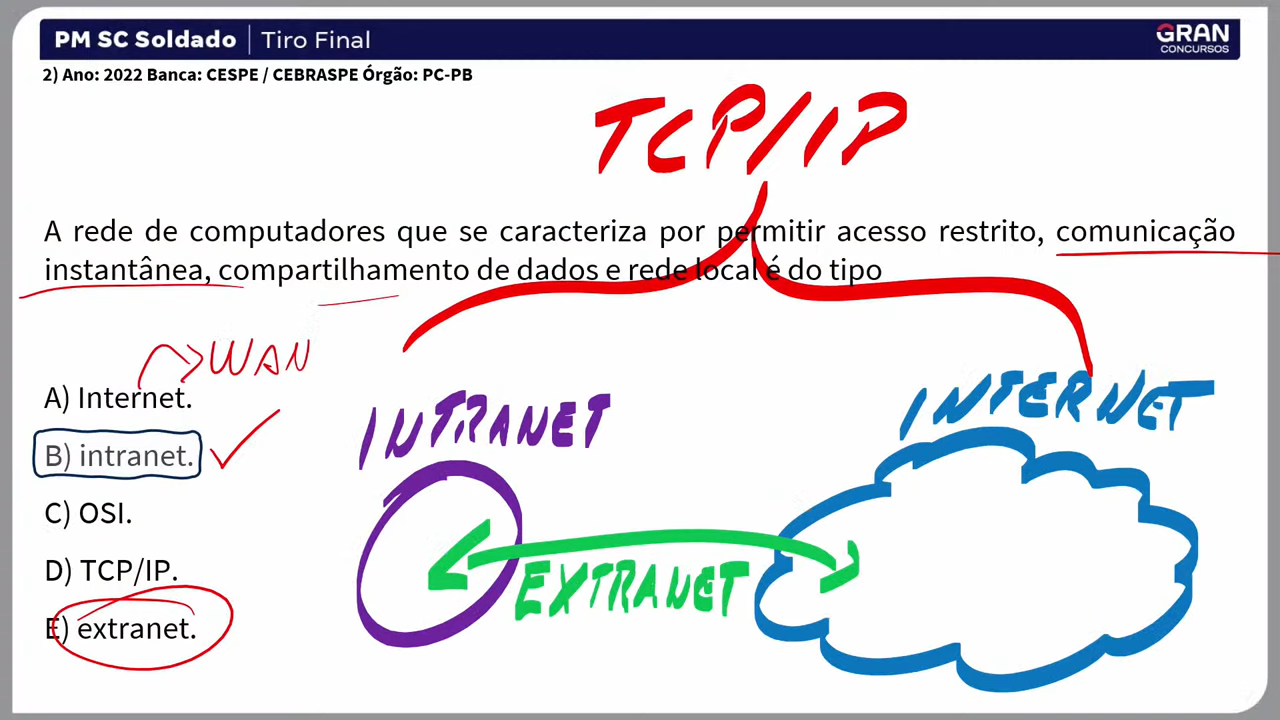 PM SC Soldado | Tiro Final
GRAN
CONCURSOS
2) Ano: 2022 Banca: CESPE / CEBRASPE Órgão: PC-PB
TCP/IP
A rede de computadores que se caracteriza por permitir acesso restrito, comunicação
instantânea, compartilhamento de dados e rede local é do tipo
WAN
A) Internet.
B) intranet.
C) OSI.
D) TCP/IP.
E) extranet.
INTRANET
INTERNET
EXTRANET